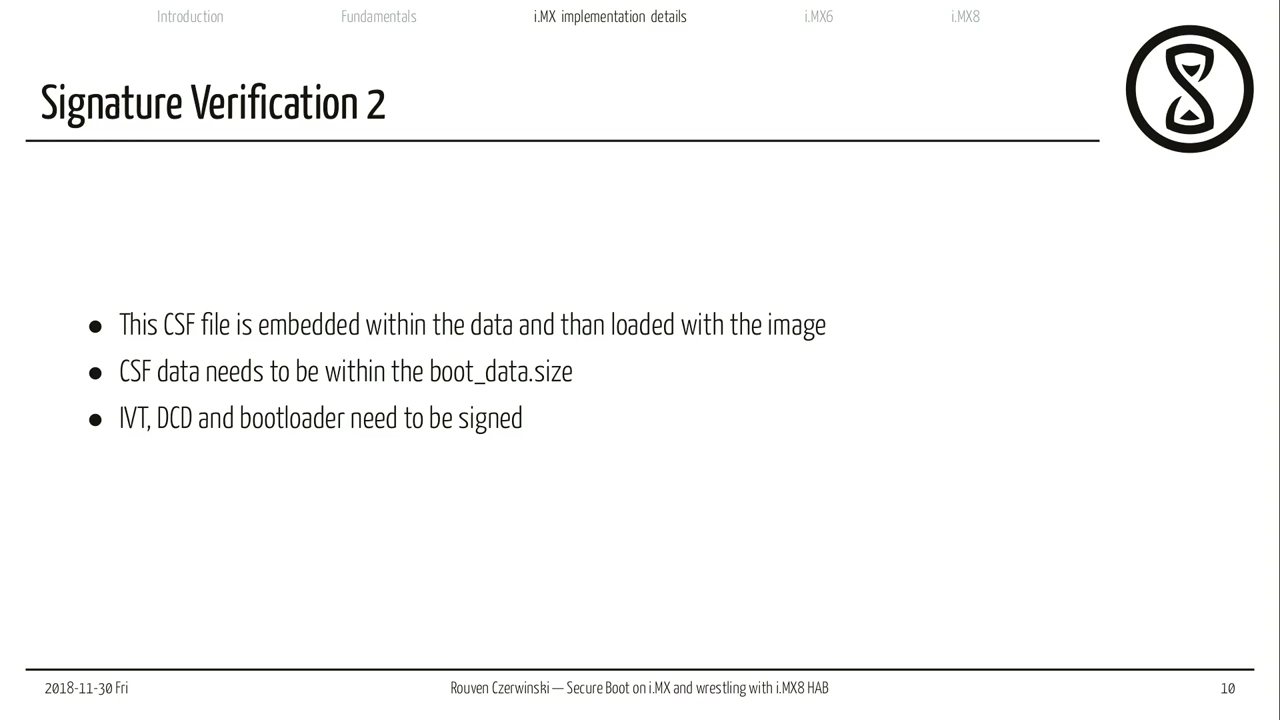 Introduction Fundamentals i.MX implementation details i.MX6 i.MX8
Signature Verification 2
● This CSF file is embedded within the data and than loaded with the image
● CSF data needs to be within the boot_data.size
● IVT, DCD and bootloader need to be signed
2018-11-30 Fri Rouven Czerwinski — Secure Boot on i.MX and wrestling with i.MX8 HAB 10